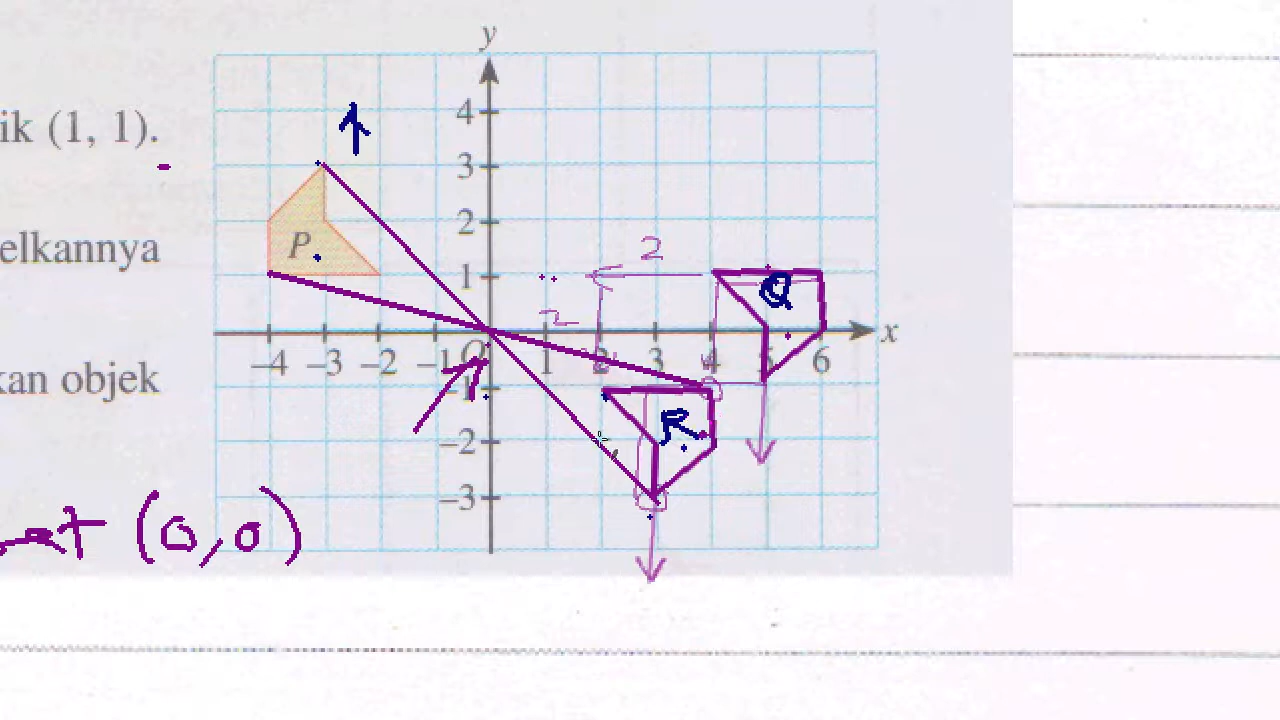 y
4
ik (1, 1).
3
2
2
elkannya
P
1
Q
2
x
–4 –3 –2 –1 O 1 2 3 4 5 6
–1
kan objek
R
–2
–3
at (0,0)